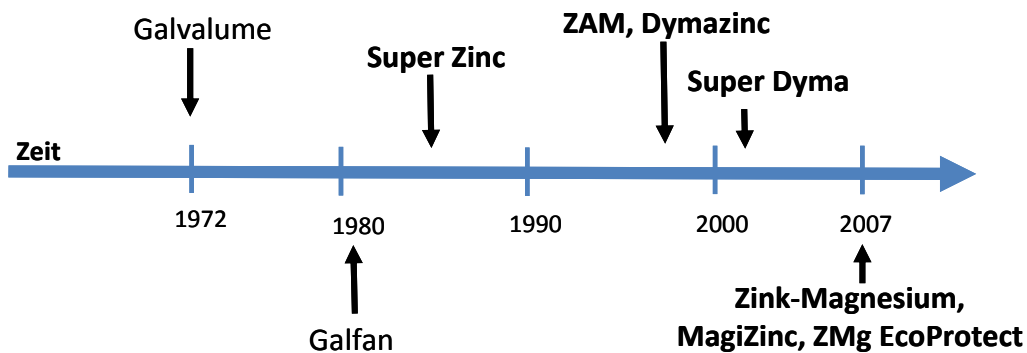 Galvalume
ZAM, Dymazinc
Super Zinc
Super Dyma
Zeit
1972
1980
1990
2000
2007
Galfan
Zink-Magnesium,
MagiZinc, ZMg EcoProtect